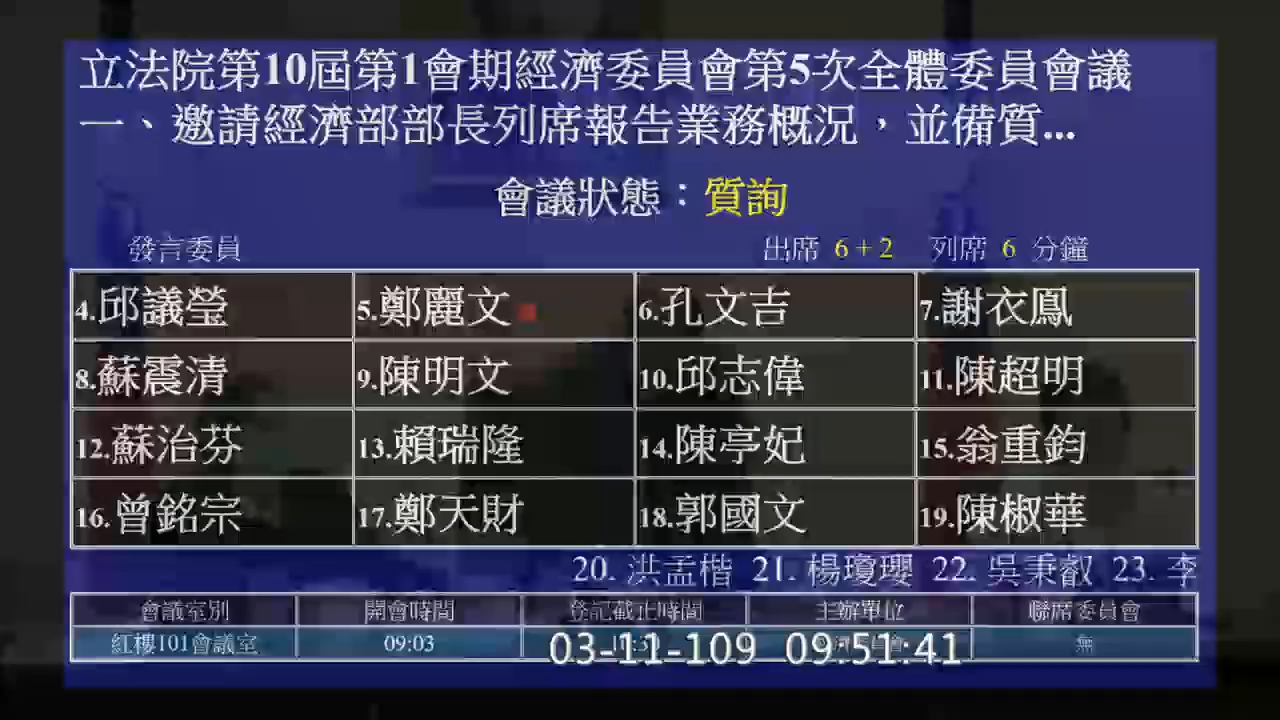 立法院第10屆第1會期經濟委員會第5次全體委員會議
一、邀請經濟部部長列席報告業務概況，並備質...
會議狀態：質詢
發言委員 出席 6+2 列席 6 分鐘
4.邱議瑩 5.鄭麗文 6.孔文吉 7.謝衣鳳
8.蘇震清 9.陳明文 10.邱志偉 11.陳超明
12.蘇治芬 13.賴瑞隆 14.陳亭妃 15.翁重鈞
16.曾銘宗 17.鄭天財 18.郭國文 19.陳椒華
20. 洪孟楷 21. 楊瓊瓔 22. 吳秉叡 23. 李
會議室別 開會時間 登記截止時間 主辦單位 聯席委員會
紅樓101會議室 09:03 無
03-11-109 09:51:41